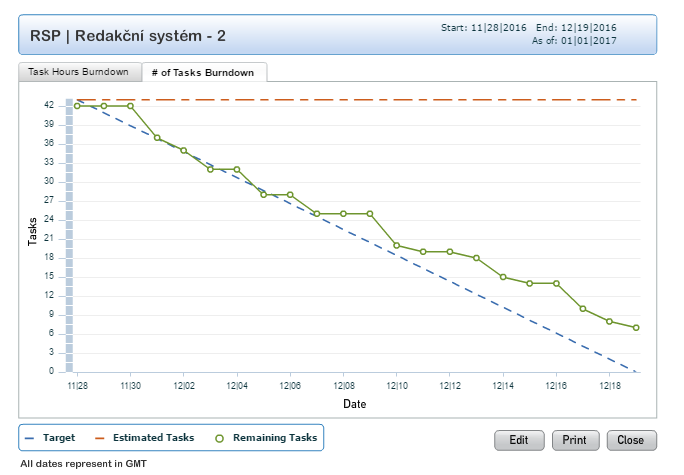 RSP | Redakční systém - 2
Start: 11|28|2016 End: 12|19|2016
As of: 01|01|2017
Task Hours Burndown
# of Tasks Burndown
42
39
36
33
30
27
24
21
18
15
12
9
6
3
0
Tasks
11|28 11|30 12|02 12|04 12|06 12|08 12|10 12|12 12|14 12|16 12|18
Date
Target Estimated Tasks Remaining Tasks
Edit Print Close
All dates represent in GMT